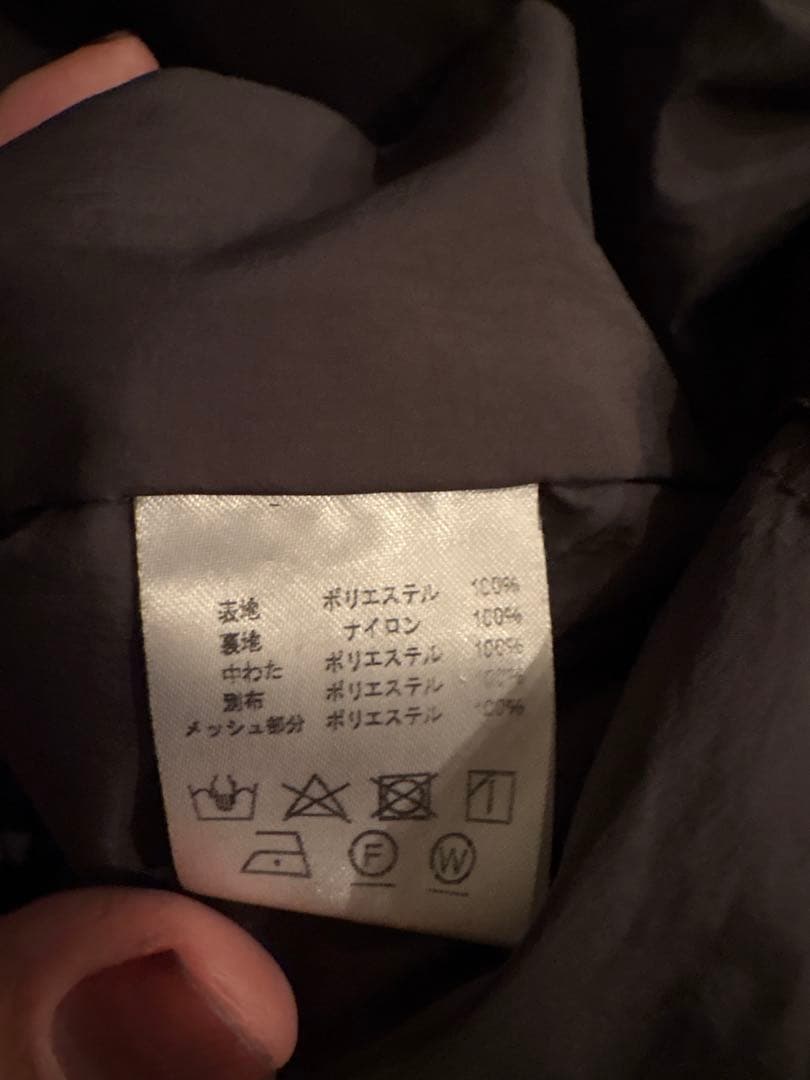 表地 ポリエステル 100%
裏地 ナイロン 100%
中わた ポリエステル 100%
別布 ポリエステル 100%
メッシュ部分 ポリエステル 100%
F W